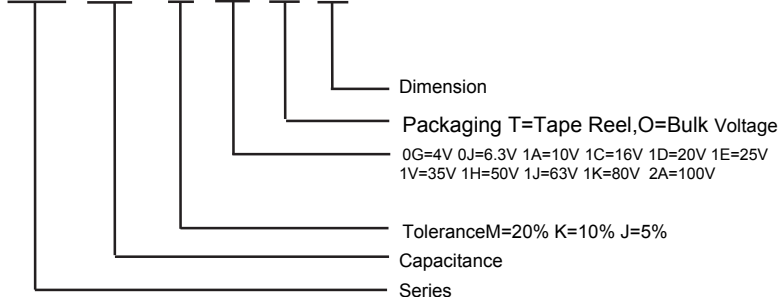 Dimension
Packaging T=Tape Reel,O=Bulk Voltage
0G=4V 0J=6.3V 1A=10V 1C=16V 1D=20V 1E=25V
1V=35V 1H=50V 1J=63V 1K=80V 2A=100V
ToleranceM=20% K=10% J=5%
Capacitance
Series